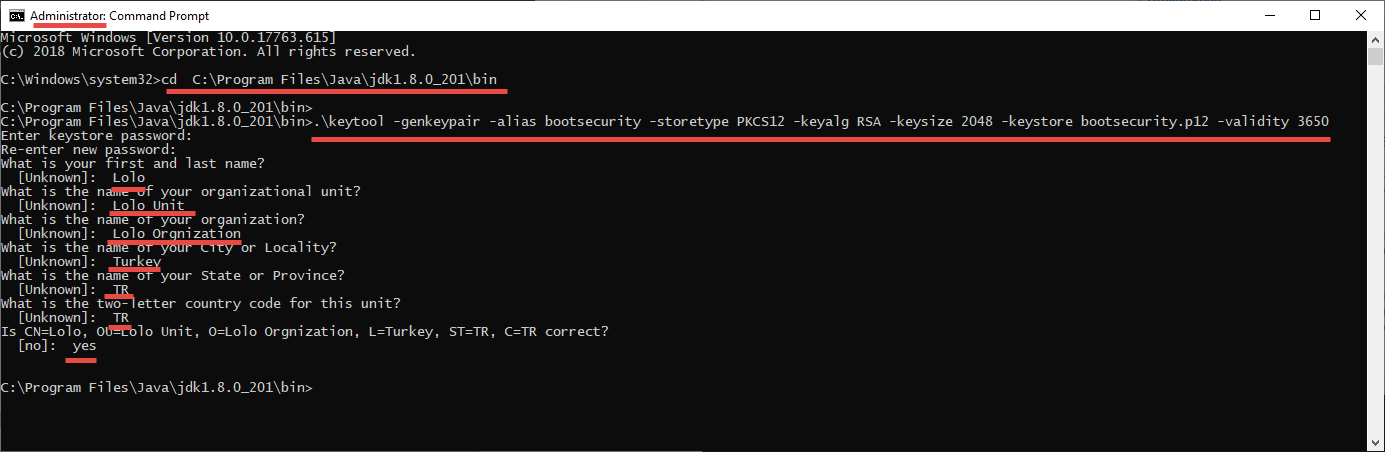 Administrator: Command Prompt
Microsoft Windows [Version 10.0.17763.615]
(c) 2018 Microsoft Corporation. All rights reserved.
C:\Windows\system32>cd  C:\Program Files\Java\jdk1.8.0_201\bin
C:\Program Files\Java\jdk1.8.0_201\bin>
C:\Program Files\Java\jdk1.8.0_201\bin>.\keytool -genkeypair -alias bootsecurity -storetype PKCS12 -keyalg RSA -keysize 2048 -keystore bootsecurity.p12 -validity 3650
Enter keystore password:
Re-enter new password:
What is your first and last name?
  [Unknown]:  Lolo
What is the name of your organizational unit?
  [Unknown]:  Lolo Unit
What is the name of your organization?
  [Unknown]:  Lolo Orgnization
What is the name of your City or Locality?
  [Unknown]:  Turkey
What is the name of your State or Province?
  [Unknown]:  TR
What is the two-letter country code for this unit?
  [Unknown]:  TR
Is CN=Lolo, OU=Lolo Unit, O=Lolo Orgnization, L=Turkey, ST=TR, C=TR correct?
  [no]:  yes
C:\Program Files\Java\jdk1.8.0_201\bin>